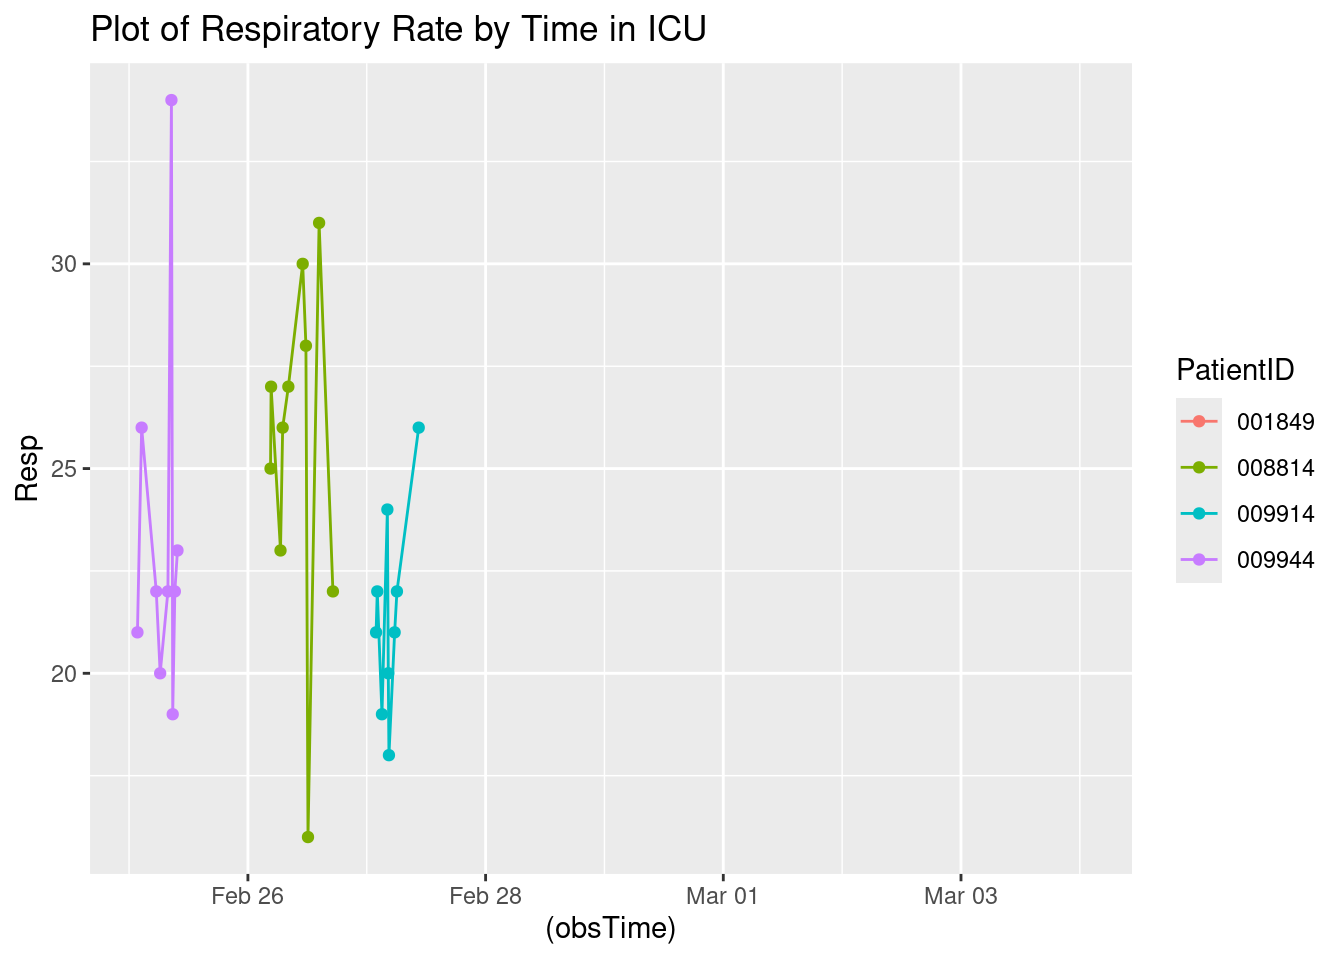 Plot of Respiratory Rate by Time in ICU
Resp
30
25
20
Feb 26
Feb 28
Mar 01
Mar 03
(obsTime)
PatientID
001849
008814
009914
009944